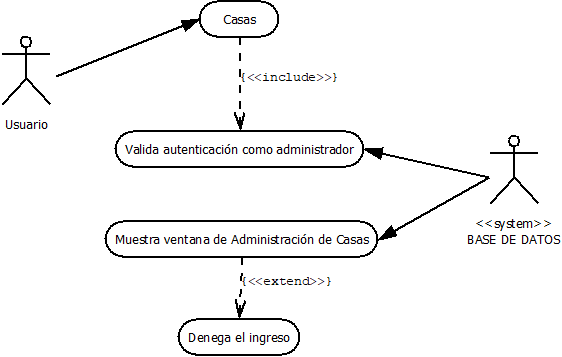 Casas
{<<include>>}
Usuario
Valida autenticación como administrador
<<system>>
BASE DE DATOS
Muestra ventana de Administración de Casas
{<<extend>>}
Denega el ingreso